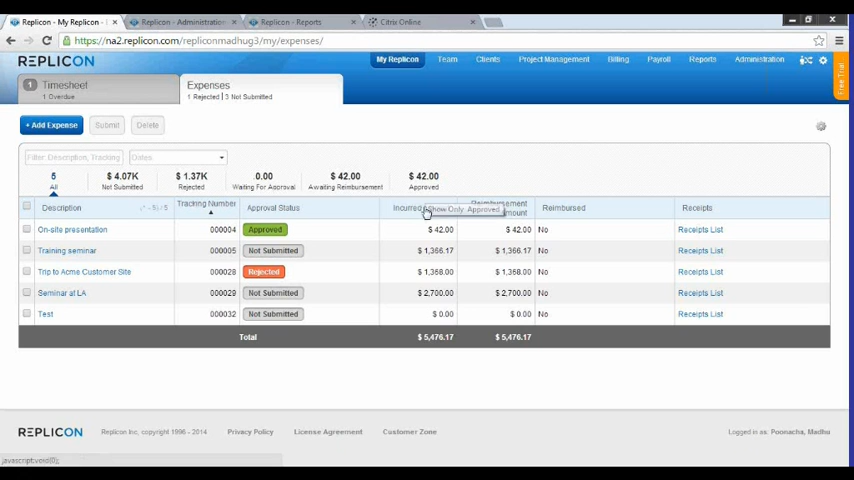 Replicon - My Replicon - I
Replicon - Administration
Replicon - Reports
Citrix Online
https://na2.replicon.com/repliconmadhug3/my/expenses/
REPLICON
My Replicon
Team
Clients
Project Management
Billing
Payroll
Reports
Administration
Free Trial
1 Timesheet
1 Overdue
Expenses
1 Rejected | 3 Not Submitted
+ Add Expense
Submit
Delete
Filter: Description, Tracking
Dates:
5
All
$ 4.07K
Not Submitted
$ 1.37K
Rejected
0.00
Waiting For Approval
$ 42.00
Awaiting Reimbursement
$ 42.00
Approved
Description
Tracking Number
Approval Status
Incurred
Show Only Approved
Reimbursement Amount
Reimbursed
Receipts
On-site presentation 000004 Approved $ 42.00 $ 42.00 No Receipts List
Training seminar 000005 Not Submitted $ 1,366.17 $ 1,366.17 No Receipts List
Trip to Acme Customer Site 000028 Rejected $ 1,368.00 $ 1,368.00 No Receipts List
Seminar at LA 000029 Not Submitted $ 2,700.00 $ 2,700.00 No Receipts List
Test 000032 Not Submitted $ 0.00 $ 0.00 No Receipts List
Total $ 5,476.17 $ 5,476.17
REPLICON
Replicon Inc, copyright 1996 - 2014
Privacy Policy
License Agreement
Customer Zone
Logged in as: Poonacha, Madhu
javascript:void(0);